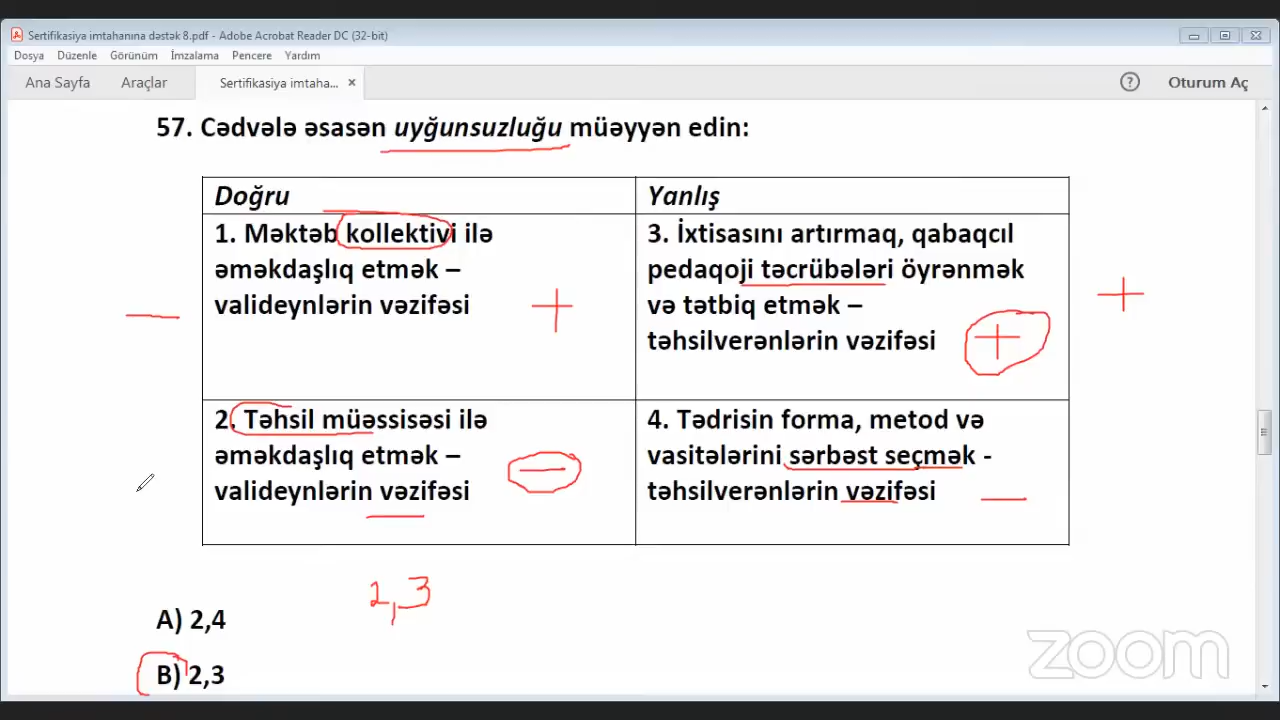 Sertifikasiya imtahanına dəstək 8.pdf - Adobe Acrobat Reader DC (32-bit)
Dosya Düzenle Görünüm İmzalama Pencere Yardım
Ana Sayfa Araçlar Sertifikasiya imtaha... × ? Oturum Aç
57. Cədvələ əsasən uyğunsuzluğu müəyyən edin:
Doğru
Yanlış
1. Məktəb kollektivi ilə
əməkdaşlıq etmək –
valideynlərin vəzifəsi
+
3. İxtisasını artırmaq, qabaqcıl
pedaqoji təcrübələri öyrənmək
və tətbiq etmək –
təhsilverənlərin vəzifəsi
+
–
+
2. Təhsil müəssisəsi ilə
əməkdaşlıq etmək –
valideynlərin vəzifəsi
–
4. Tədrisin forma, metod və
vasitələrini sərbəst seçmək -
təhsilverənlərin vəzifəsi
–
2,3
A) 2,4
B) 2,3
zoom